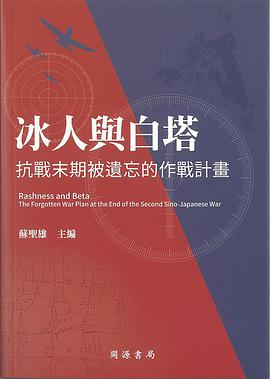 冰人與白塔
抗戰末期被遺忘的作戰計畫
Rashness and Beta
The Forgotten War Plan at the End of the Second Sino-Japanese War
蘇聖雄 主編
開源書局